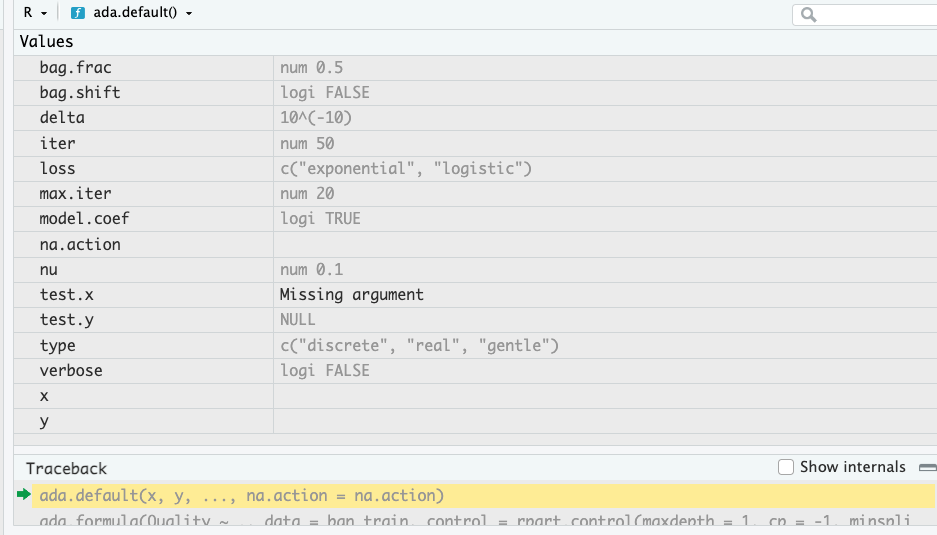 R ada.default()
Values
bag.frac num 0.5
bag.shift logi FALSE
delta 10^(-10)
iter num 50
loss c("exponential", "logistic")
max.iter num 20
model.coef logi TRUE
na.action
nu num 0.1
test.x Missing argument
test.y NULL
type c("discrete", "real", "gentle")
verbose logi FALSE
x
y
Traceback Show internals
ada.default(x, y, ..., na.action = na.action)
ada.formula(Quality ~ ., data = ban_train, control = rpart.control(maxdepth = 1, cp = -1, minspli